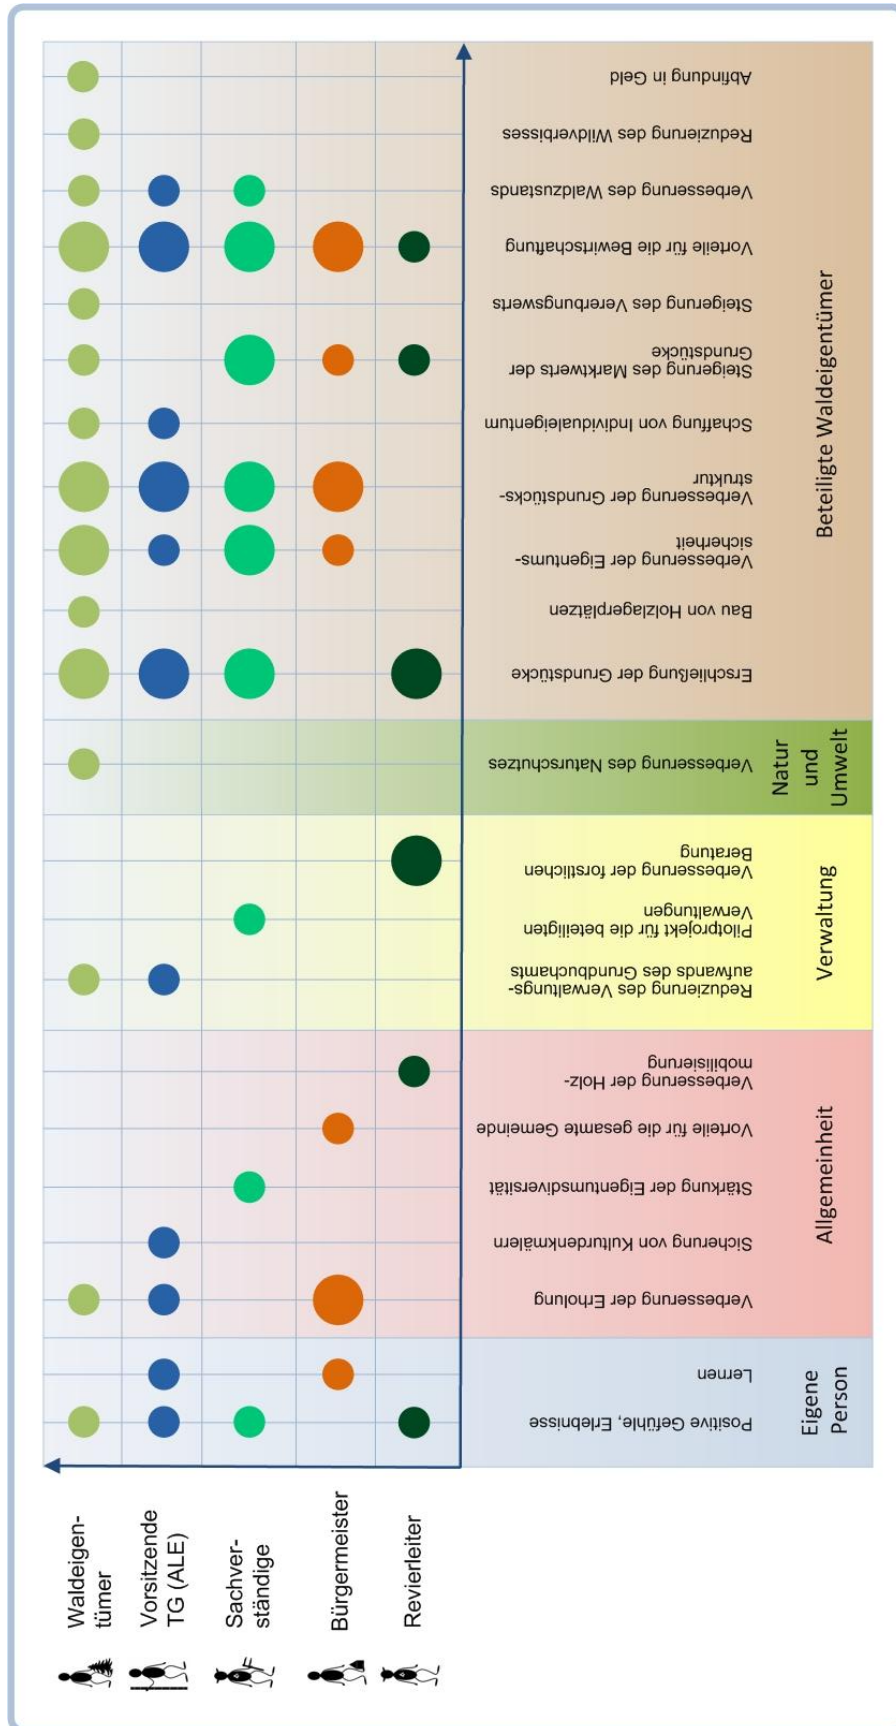 Waldeigen-
tümer
Vorsitzende
TG (ALE)
Sachver-
ständige
Bürgermeister
Revierleiter
Positive Gefühle, Erlebnisse
Lernen
Verbesserung der Erholung
Sicherung von Kulturdenkmälern
Stärkung der Eigentumsdiversität
Vorteile für die gesamte Gemeinde
Verbesserung der Holz-
mobilisierung
Reduzierung des Verwaltungs-
aufwands des Grundbuchamts
Pilotprojekt für die beteiligten
Verwaltungen
Verbesserung der forstlichen
Beratung
Verbesserung des Naturschutzes
Erschließung der Grundstücke
Bau von Holzlagerplätzen
Verbesserung der Eigentums-
sicherheit
Verbesserung der Grundstücks-
struktur
Schaffung von Individualeigentum
Steigerung des Marktwerts der
Grundstücke
Steigerung des Vererbungswerts
Vorteile für die Bewirtschaftung
Verbesserung des Waldzustands
Reduzierung des Wildverbisses
Abfindung in Geld
Eigene
Person
Allgemeinheit
Verwaltung
Natur
und
Umwelt
Beteiligte Waldeigentümer